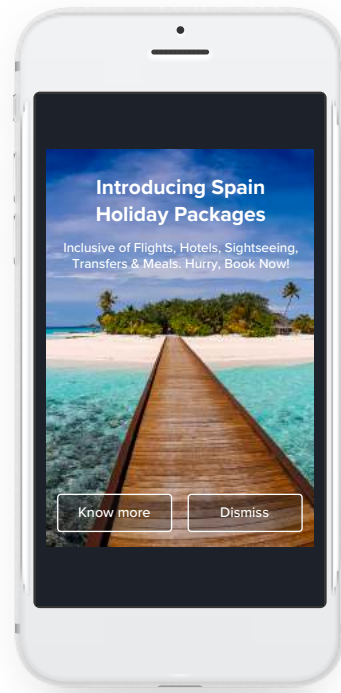 Introducing Spain
Holiday Packages
Inclusive of Flights, Hotels, Sightseeing,
Transfers & Meals. Hurry, Book Now!
Know more
Dismiss